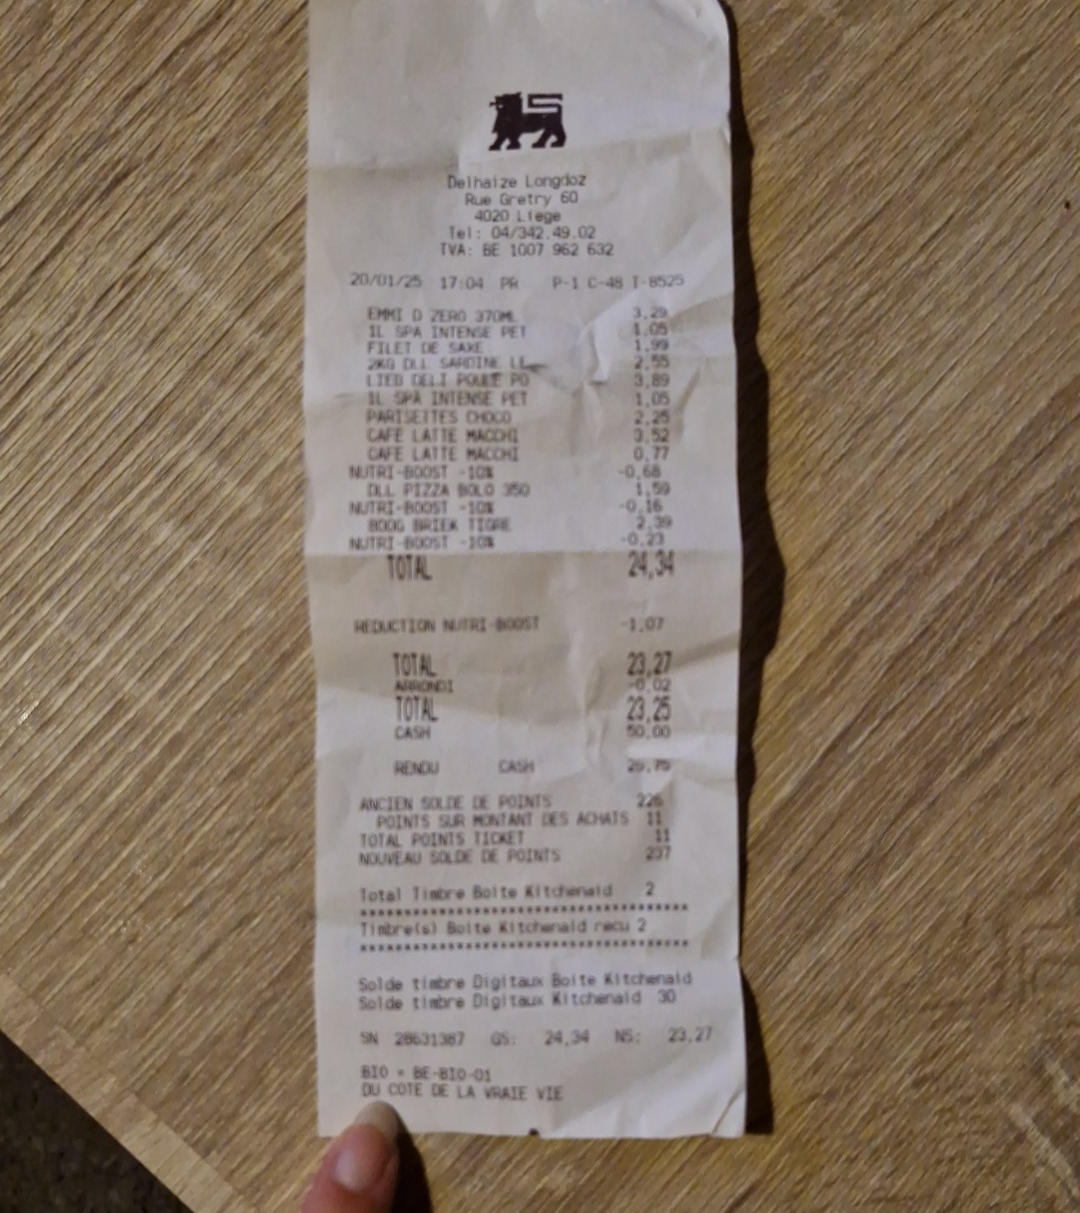 Delhaize Longdoz
Rue Gretry 60
4020 Liege
Tel: 04/342.49.02
TVA: BE 1007 962 632
20/01/25 17:04 PR P-1 C-48 T-8525
EMMI D ZERO 370ML 3,29
1L SPA INTENSE PET 1,05
FILET DE SAXE 1,99
2KG DLL SARDINE LE 2,55
LIEB DELI POULE PO 3,89
1L SPA INTENSE PET 1,05
PARISETTES CHOCO 2,25
CAFE LATTE MACCHI 3,52
CAFE LATTE MACCHI 0,77
NUTRI-BOOST -10% -0,68
DLL PIZZA BOLO 350 1,59
NUTRI-BOOST -10% -0,16
800G BRIEK TIGRE 2,39
NUTRI-BOOST -10% -0,23
TOTAL 24,34
REDUCTION NUTRI-BOOST -1,07
TOTAL 23,27
ARRONDI -0,02
TOTAL 23,25
CASH 50,00
RENDU CASH 26,75
ANCIEN SOLDE DE POINTS 226
POINTS SUR MONTANT DES ACHATS 11
TOTAL POINTS TICKET 11
NOUVEAU SOLDE DE POINTS 237
Total Timbre Boite Kitchenaid 2
****************************************
Timbre(s) Boite Kitchenaid recu 2
****************************************
Solde timbre Digitaux Boite Kitchenaid
Solde timbre Digitaux Kitchenaid 30
SN 28631387 GS: 24,34 NS: 23,27
BIO = BE-BIO-01
DU COTE DE LA VRAIE VIE